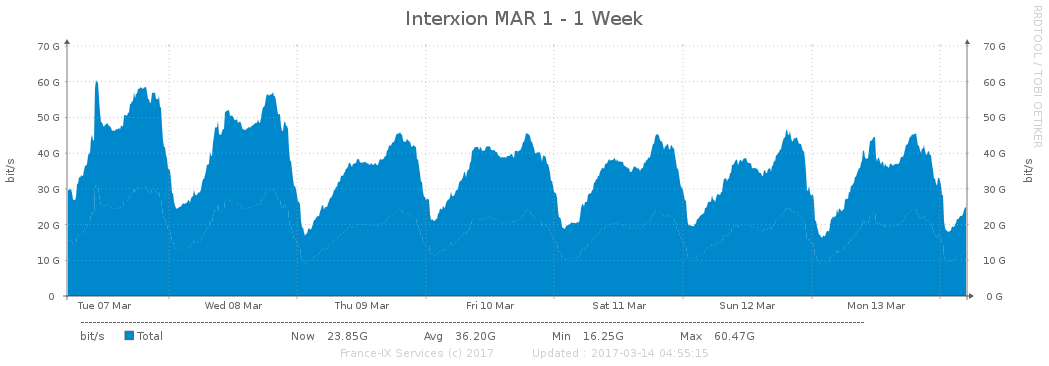 Interxion MAR 1 - 1 Week
RRDTOOL / TOBI OETIKER
70 G 70 G
60 G 60 G
50 G 50 G
40 G 40 G
30 G 30 G
20 G 20 G
10 G 10 G
0 0 G
bit/s bit/s
Tue 07 Mar Wed 08 Mar Thu 09 Mar Fri 10 Mar Sat 11 Mar Sun 12 Mar Mon 13 Mar
bit/s Total Now 23.85G Avg 36.20G Min 16.25G Max 60.47G
France-IX Services (c) 2017 Updated : 2017-03-14 04:55:15